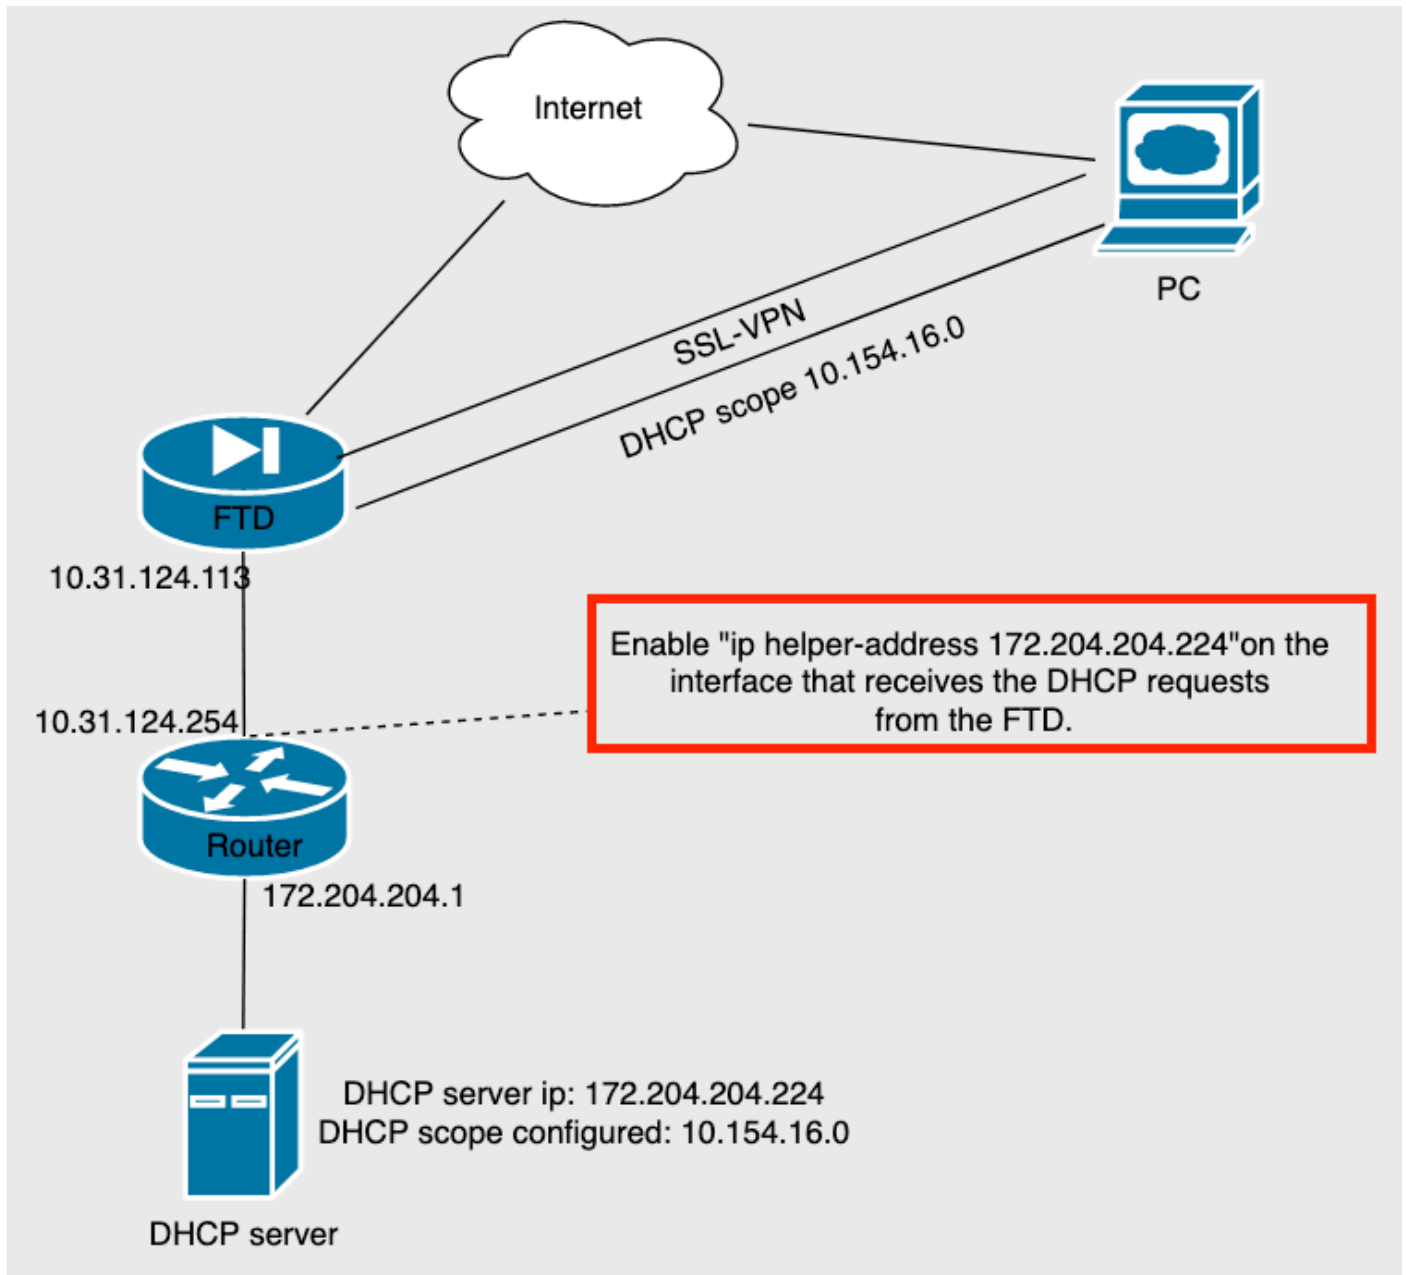 Internet
PC
SSL-VPN
DHCP scope 10.154.16.0
FTD
10.31.124.113
Enable "ip helper-address 172.204.204.224"on the
interface that receives the DHCP requests
from the FTD.
10.31.124.254
Router
172.204.204.1
DHCP server ip: 172.204.204.224
DHCP scope configured: 10.154.16.0
DHCP server